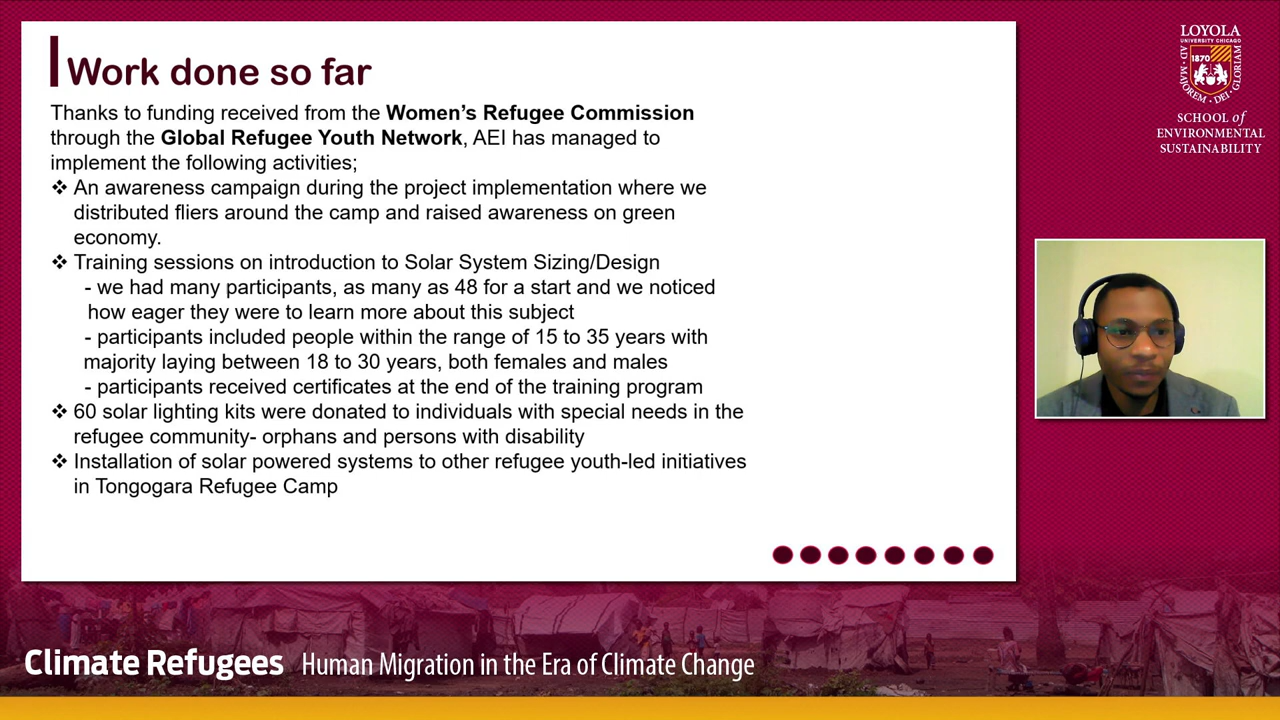 Work done so far
Thanks to funding received from the Women's Refugee Commission
through the Global Refugee Youth Network, AEI has managed to
implement the following activities;
❖ An awareness campaign during the project implementation where we
distributed fliers around the camp and raised awareness on green
economy.
❖ Training sessions on introduction to Solar System Sizing/Design
- we had many participants, as many as 48 for a start and we noticed
how eager they were to learn more about this subject
- participants included people within the range of 15 to 35 years with
majority laying between 18 to 30 years, both females and males
- participants received certificates at the end of the training program
❖ 60 solar lighting kits were donated to individuals with special needs in the
refugee community- orphans and persons with disability
❖ Installation of solar powered systems to other refugee youth-led initiatives
in Tongogara Refugee Camp
LOYOLA
UNIVERSITY CHICAGO
1870
AD · MAJOREM · DEI · GLORIAM
SCHOOL of
ENVIRONMENTAL
SUSTAINABILITY
Climate Refugees Human Migration in the Era of Climate Change